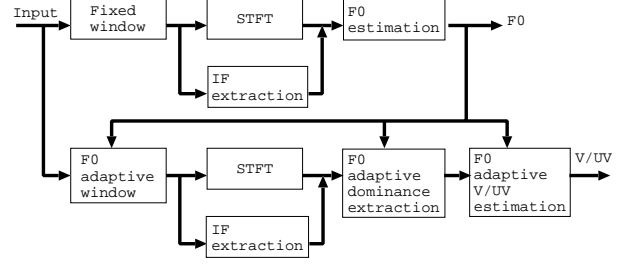 Input
Fixed
window
STFT
F0
estimation
F0
IF
extraction
F0
adaptive
window
STFT
F0
adaptive
dominance
extraction
F0
adaptive
V/UV
estimation
V/UV
IF
extraction